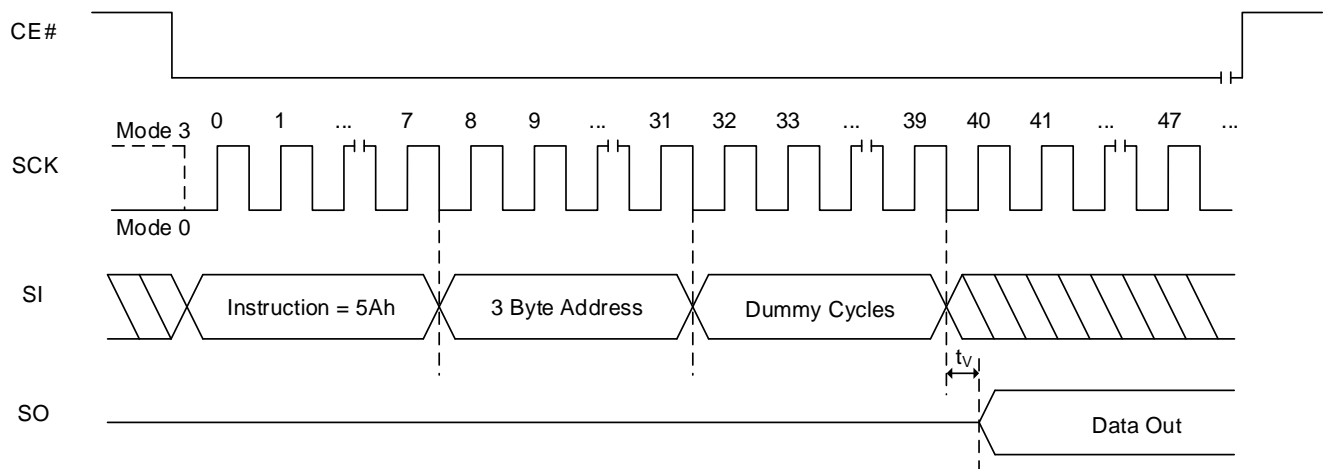 CE#
0 1 ... 7 8 9 ... 31 32 33 ... 39 40 41 ... 47 ...
Mode 3
SCK
Mode 0
SI
Instruction = 5Ah
3 Byte Address
Dummy Cycles
tV
SO
Data Out